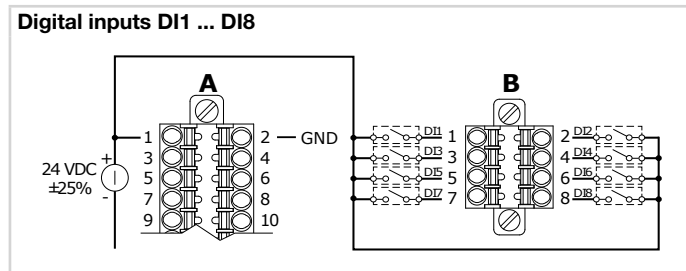 Digital inputs DI1 ... DI8
A
B
24 VDC
±25%
+
-
1
2
GND
3
4
5
6
7
8
9
10
DI1 1
2 DI2
DI3 3
4 DI4
DI5 5
6 DI6
DI7 7
8 DI8